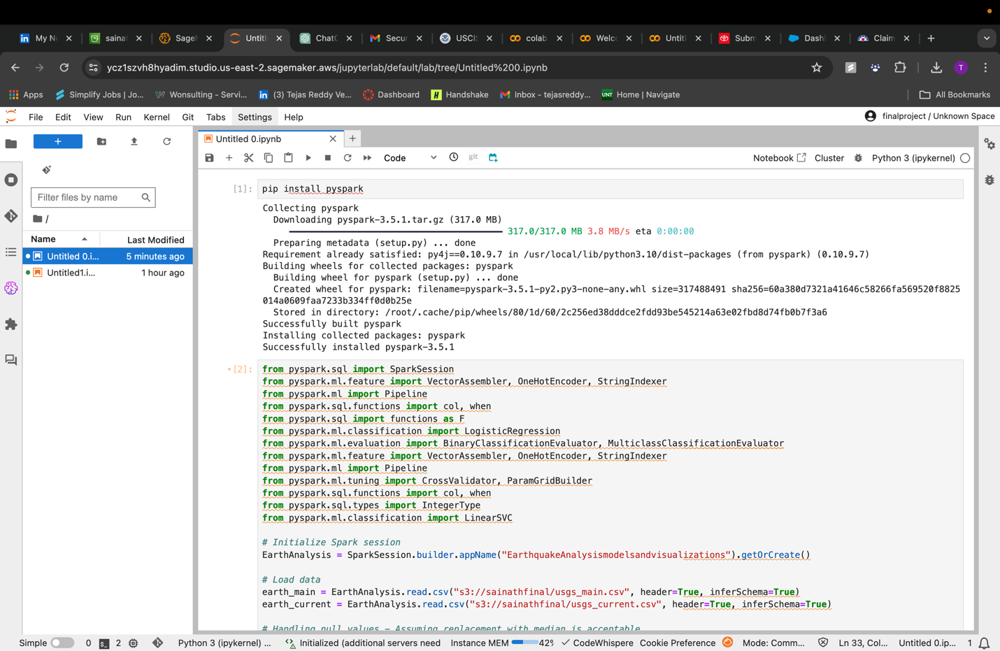 My N
sainat
SageM
Untitl
ChatG
Secur
USCIS
colab
Welco
Untitl
Subm
Dashl
Claim
ycz1szvh8hyadim.studio.us-east-2.sagemaker.aws/jupyterlab/default/lab/tree/Untitled%200.ipynb
T
Apps
Simplify Jobs | Jo...
Wonsulting - Servi...
(3) Tejas Reddy Ve...
Dashboard
Handshake
Inbox - tejasreddy...
UNT Home | Navigate
All Bookmarks
File Edit View Run Kernel Git Tabs Settings Help
finalproject / Unknown Space
Untitled 0.ipynb
Code
git
Notebook
Cluster
Python 3 (ipykernel)
Filter files by name
/
Name Last Modified
Untitled 0.i... 5 minutes ago
Untitled1.i... 1 hour ago
[1]: pip install pyspark
Collecting pyspark
Downloading pyspark-3.5.1.tar.gz (317.0 MB)
317.0/317.0 MB 3.8 MB/s eta 0:00:00
Preparing metadata (setup.py) ... done
Requirement already satisfied: py4j==0.10.9.7 in /usr/local/lib/python3.10/dist-packages (from pyspark) (0.10.9.7)
Building wheels for collected packages: pyspark
Building wheel for pyspark (setup.py) ... done
Created wheel for pyspark: filename=pyspark-3.5.1-py2.py3-none-any.whl size=317488491 sha256=60a380d7321a41646c58266fa569520f8825
014a0609faa7233b334ff0d0b25e
Stored in directory: /root/.cache/pip/wheels/80/1d/60/2c256ed38dddce2fdd93be545214a63e02fbd8d74fb0b7f3a6
Successfully built pyspark
Installing collected packages: pyspark
Successfully installed pyspark-3.5.1
[2]: from pyspark.sql import SparkSession
from pyspark.ml.feature import VectorAssembler, OneHotEncoder, StringIndexer
from pyspark.ml import Pipeline
from pyspark.sql.functions import col, when
from pyspark.sql import functions as F
from pyspark.ml.classification import LogisticRegression
from pyspark.ml.evaluation import BinaryClassificationEvaluator, MulticlassClassificationEvaluator
from pyspark.ml.feature import VectorAssembler, OneHotEncoder, StringIndexer
from pyspark.ml import Pipeline
from pyspark.ml.tuning import CrossValidator, ParamGridBuilder
from pyspark.sql.functions import col, when
from pyspark.sql.types import IntegerType
from pyspark.ml.classification import LinearSVC
# Initialize Spark session
EarthAnalysis = SparkSession.builder.appName("EarthquakeAnalysismodelsandvisualizations").getOrCreate()
# Load data
earth_main = EarthAnalysis.read.csv("s3://sainathfinal/usgs_main.csv", header=True, inferSchema=True)
earth_current = EarthAnalysis.read.csv("s3://sainathfinal/usgs_current.csv", header=True, inferSchema=True)
# Handling null values – Assuming replacement with median is acceptable
Simple 0 2 Python 3 (ipykernel) ... Initialized (additional servers need Instance MEM 42% CodeWhispere Cookie Preference Mode: Comm... Ln 33, Col... Untitled 0.ip... 1